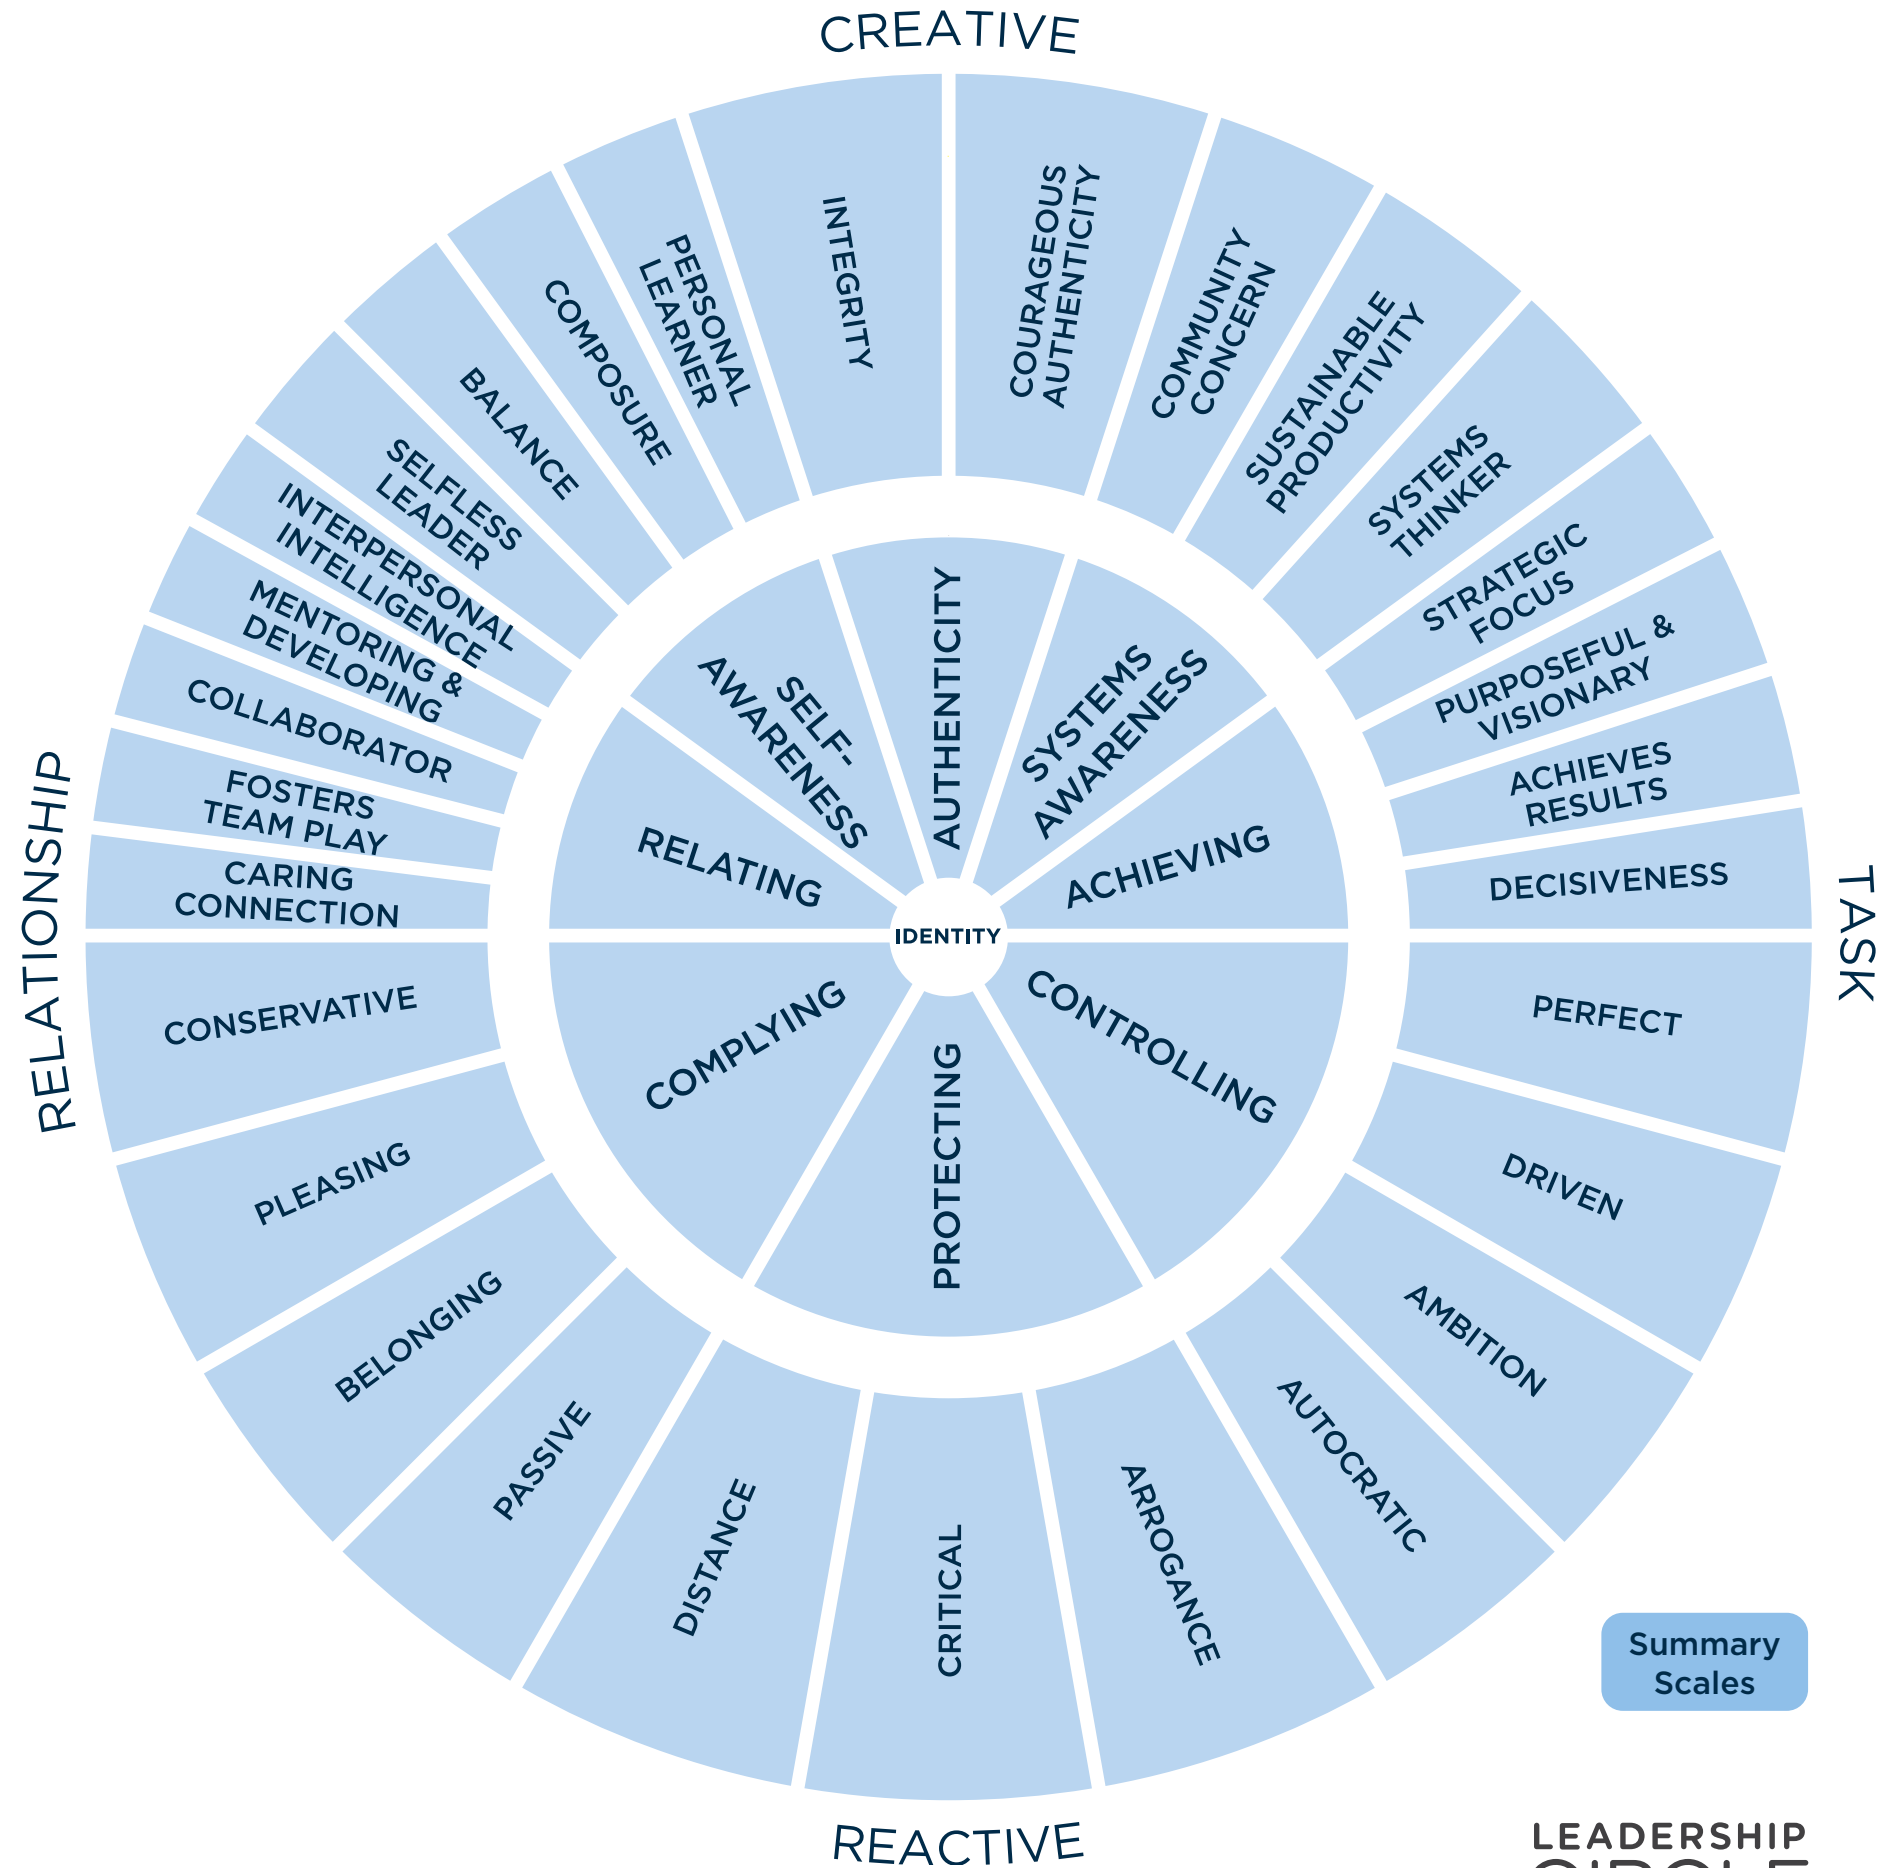 CREATIVE
INTEGRITY
COURAGEOUS
AUTHENTICITY
COMMUNITY
CONCERN
SUSTAINABLE
PRODUCTIVITY
SYSTEMS
THINKER
STRATEGIC
FOCUS
PURPOSEFUL &
VISIONARY
ACHIEVES
RESULTS
DECISIVENESS
TASK
PERFECT
DRIVEN
AMBITION
AUTOCRATIC
ARROGANCE
CRITICAL
DISTANCE
PASSIVE
BELONGING
PLEASING
CONSERVATIVE
RELATIONSHIP
CARING
CONNECTION
FOSTERS
TEAM PLAY
COLLABORATOR
MENTORING &
DEVELOPING
INTERPERSONAL
INTELLIGENCE
SELFLESS
LEADER
BALANCE
COMPOSURE
PERSONAL
LEARNER
RELATING
SELF-
AWARENESS
AUTHENTICITY
SYSTEMS
AWARENESS
ACHIEVING
IDENTITY
CONTROLLING
PROTECTING
COMPLYING
REACTIVE
Summary
Scales
LEADERSHIP
CIRCLE